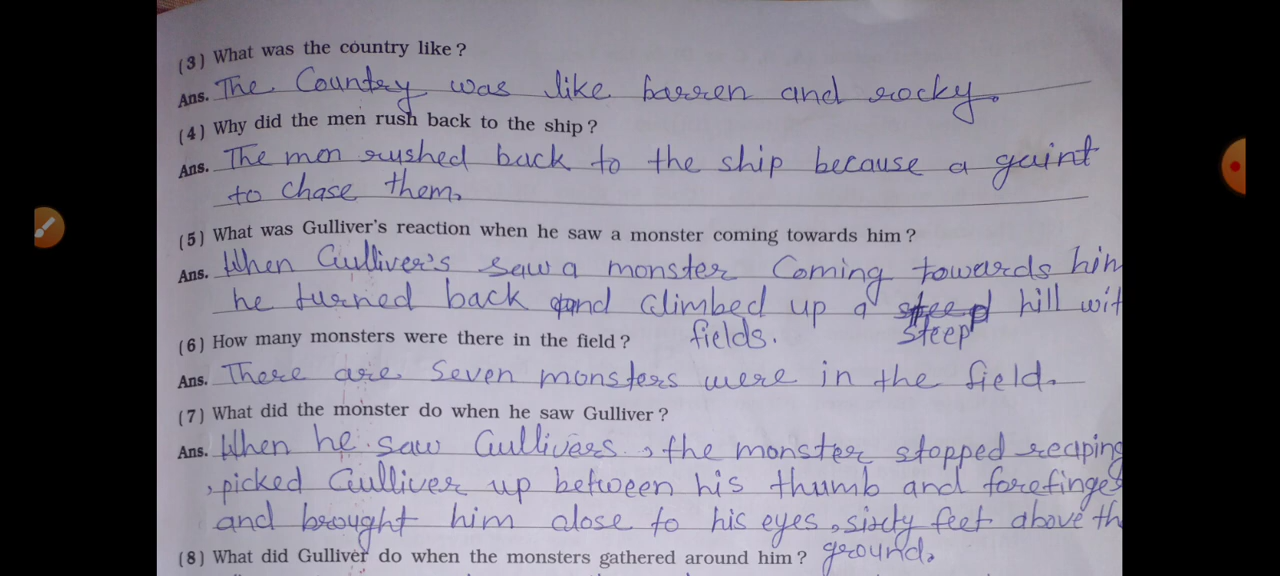 (3) What was the country like?
Ans. The Country was like barren and rocky.
(4) Why did the men rush back to the ship?
Ans. The men rushed back to the ship because a gaint
to chase them.
(5) What was Gulliver's reaction when he saw a monster coming towards him?
Ans. When Gulliver's saw a monster Coming towards him
he turned back and climbed up a steep hill wit
steep
fields.
(6) How many monsters were there in the field?
Ans. There are seven monsters were in the field.
(7) What did the monster do when he saw Gulliver?
Ans. When he saw Gullivers, the monster stopped reaping
, picked Gulliver up between his thumb and forefinger
and brought him close to his eyes, sixty feet above th
ground.
(8) What did Gulliver do when the monsters gathered around him?